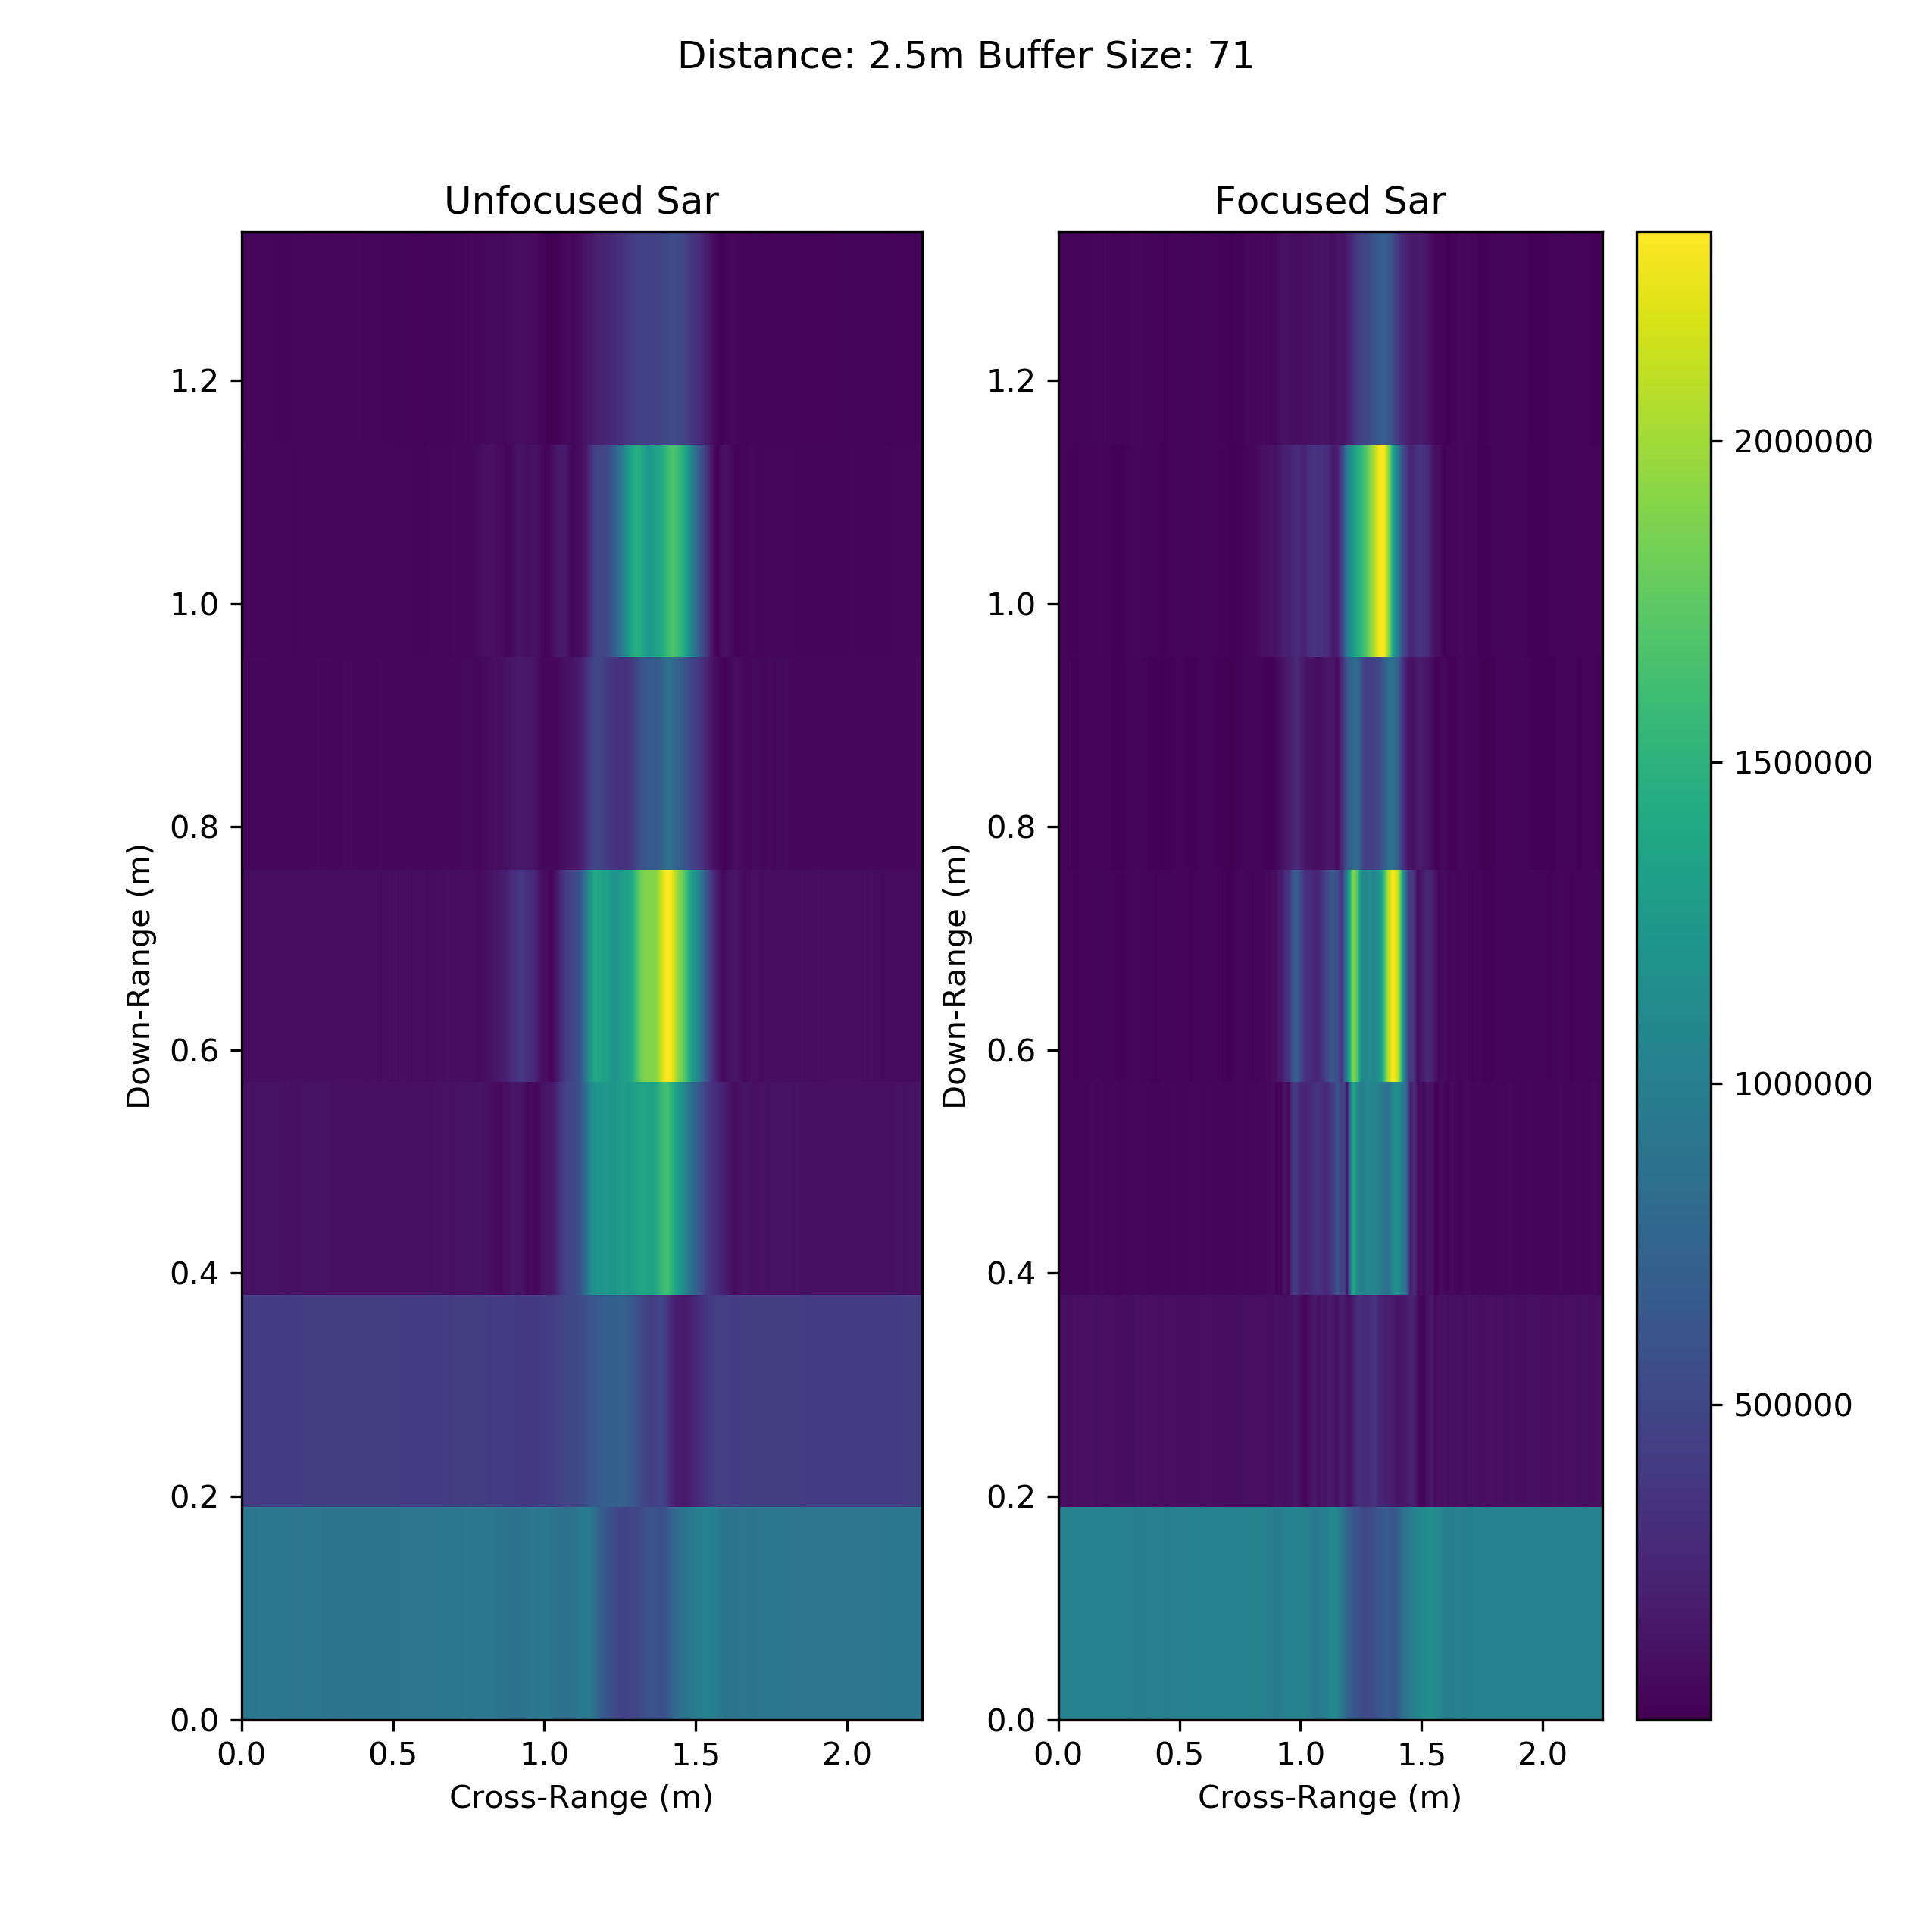 Distance: 2.5m Buffer Size: 71
Unfocused Sar
Focused Sar
Down-Range (m)
1.2
1.0
0.8
0.6
0.4
0.2
0.0
0.0 0.5 1.0 1.5 2.0
Cross-Range (m)
Down-Range (m)
1.2
1.0
0.8
0.6
0.4
0.2
0.0
0.0 0.5 1.0 1.5 2.0
Cross-Range (m)
2000000
1500000
1000000
500000